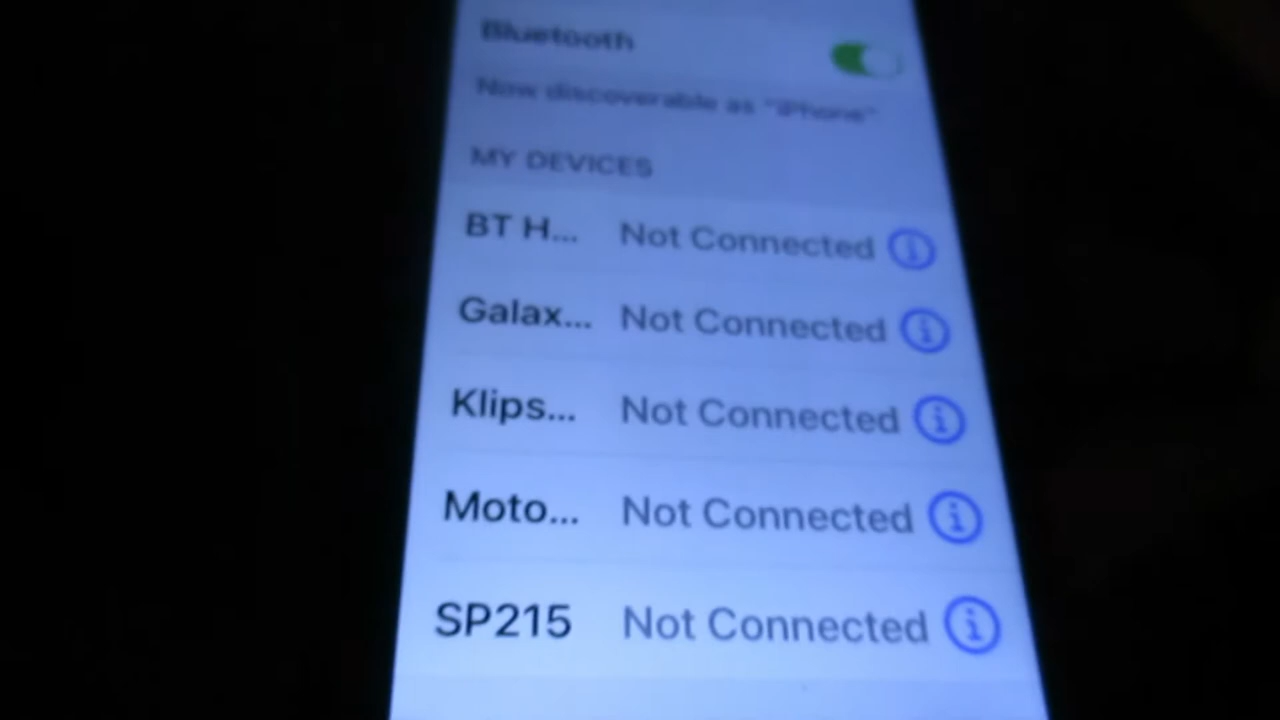 Bluetooth
Now discoverable as "iPhone"
MY DEVICES
BT H... Not Connected
Galax... Not Connected
Klips... Not Connected
Moto... Not Connected
SP215 Not Connected